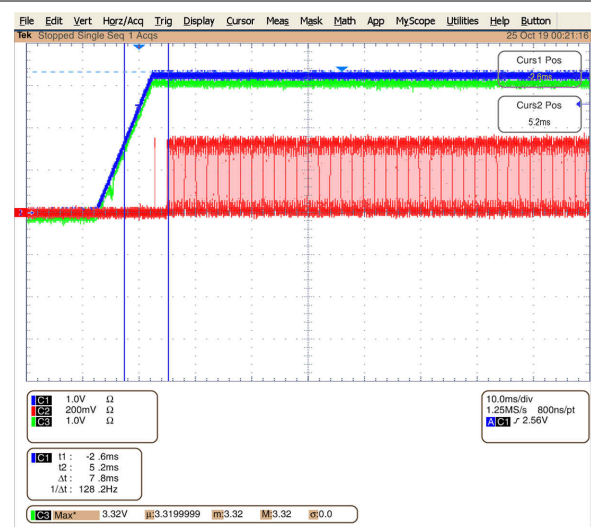 File Edit Vert Horz/Acq Trig Display Cursor Meas Mask Math App MyScope Utilities Help Button
Tek Stopped Single Seq 1 Acqs 25 Oct 19 00:21:16
Curs1 Pos
-2.6ms
Curs2 Pos
5.2ms
C1 1.0V Ω
C2 200mV Ω
C3 1.0V Ω
10.0ms/div
1.25MS/s 800ns/pt
A C1 ∫ 2.56V
C1 t1 : -2 .6ms
t2 : 5 .2ms
Δt : 7 .8ms
1/Δt : 128 .2Hz
C3 Max* 3.32V µ:3.3199999 m:3.32 M:3.32 σ:0.0